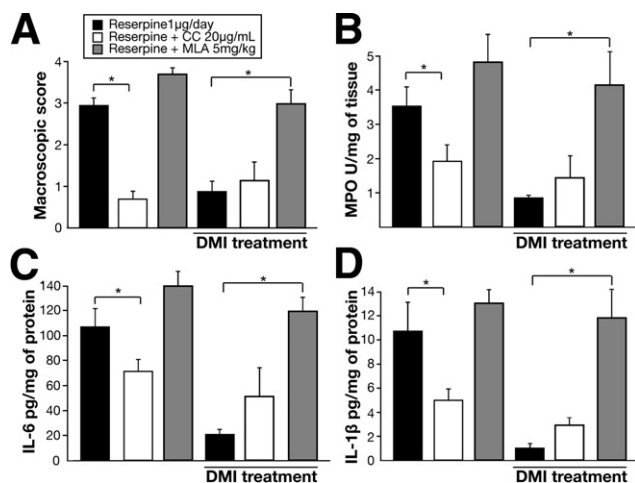 A
Reserpine1µg/day
Reserpine + CC 20µg/mL
Reserpine + MLA 5mg/kg
Macroscopic score
4
3
2
1
0
*
*
DMI treatment
B
MPO U/mg of tissue
5
4
3
2
1
*
*
DMI treatment
C
IL-6 pg/mg of protein
140
120
100
80
60
40
20
0
*
*
DMI treatment
D
IL-1β pg/mg of protein
14
12
10
8
6
4
2
0
*
*
DMI treatment